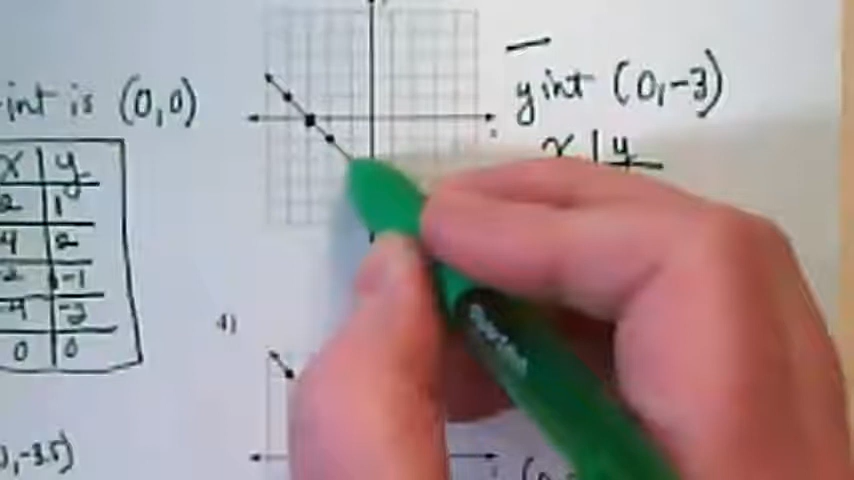 int is (0,0)
y int (0,-3)
x | y
x | y
2 | 1
4 | 2
-2 | -1
-4 | -2
0 | 0
4)
,-3.5)